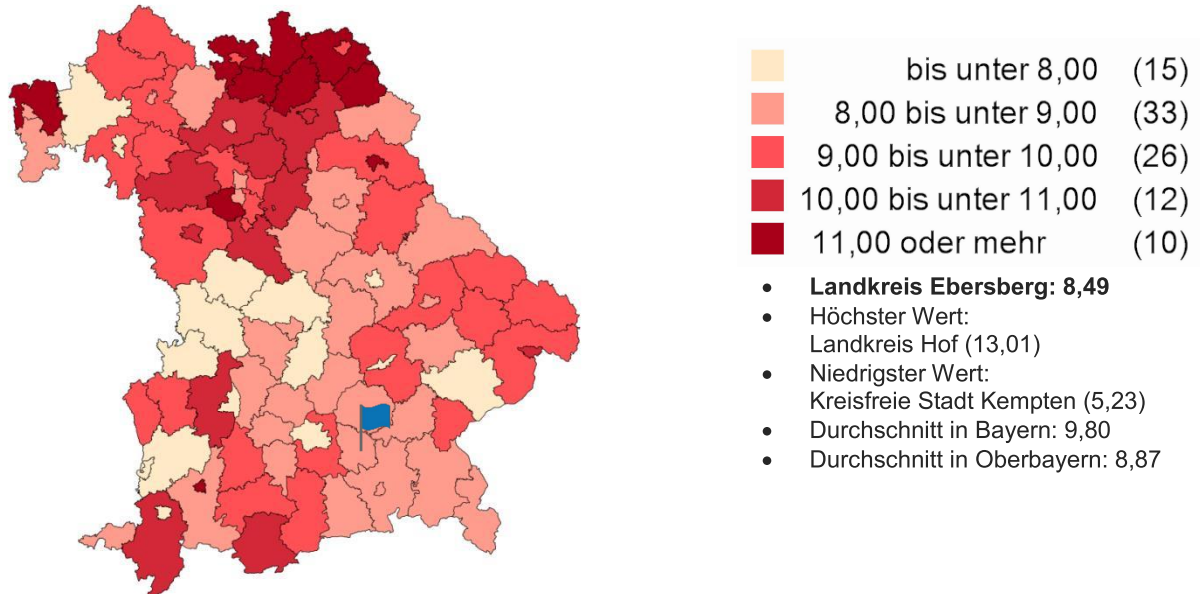 bis unter 8,00 (15)
8,00 bis unter 9,00 (33)
9,00 bis unter 10,00 (26)
10,00 bis unter 11,00 (12)
11,00 oder mehr (10)
• Landkreis Ebersberg: 8,49
• Höchster Wert:
Landkreis Hof (13,01)
• Niedrigster Wert:
Kreisfreie Stadt Kempten (5,23)
• Durchschnitt in Bayern: 9,80
• Durchschnitt in Oberbayern: 8,87